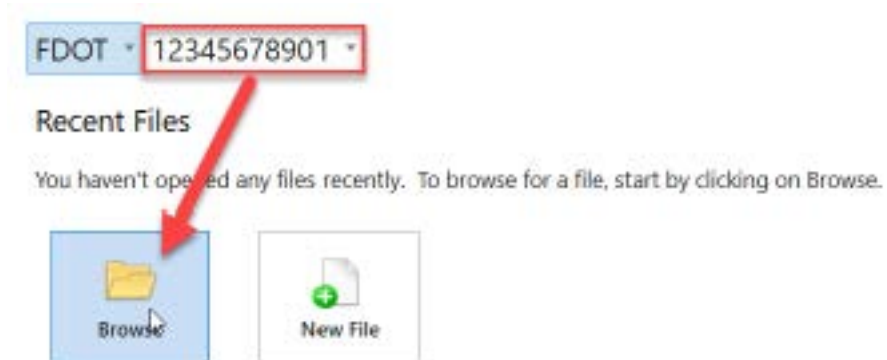 FDOT 12345678901
Recent Files
You haven't opened any files recently. To browse for a file, start by clicking on Browse.
Browse New File